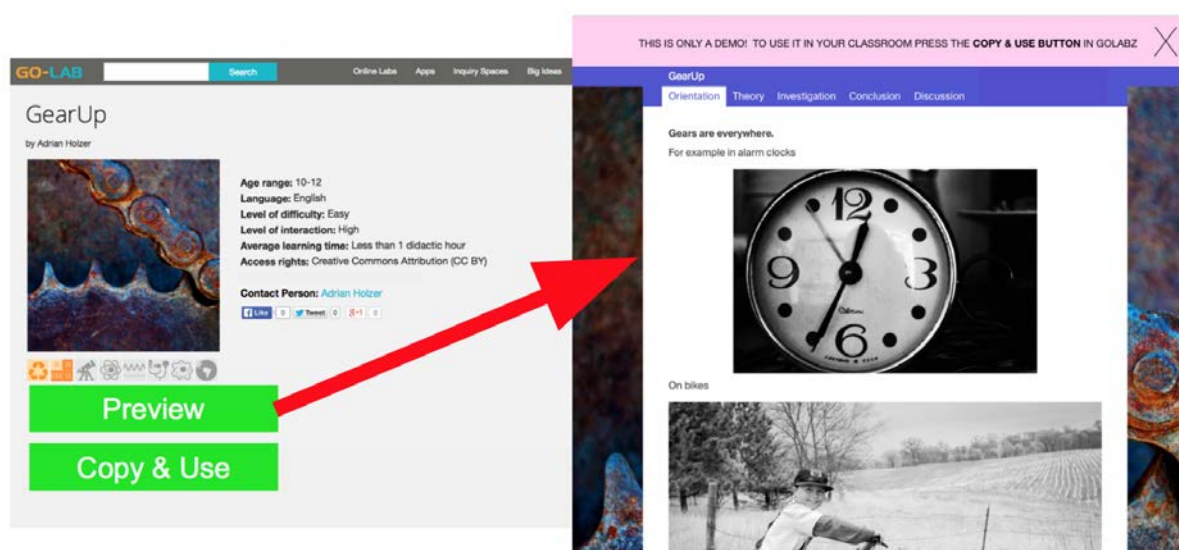 GO-LAB Search Online Labs Apps Inquiry Spaces Big Ideas
GearUp
by Adrian Holzer
Age range: 10-12
Language: English
Level of difficulty: Easy
Level of interaction: High
Average learning time: Less than 1 didactic hour
Access rights: Creative Commons Attribution (CC BY)
Contact Person: Adrian Holzer
Like 0 Tweet 0 8+1 0
Preview
Copy & Use
THIS IS ONLY A DEMO! TO USE IT IN YOUR CLASSROOM PRESS THE COPY & USE BUTTON IN GOLABZ
GearUp
Orientation Theory Investigation Conclusion Discussion
Gears are everywhere.
For example in alarm clocks
12
9 3
6
On bikes